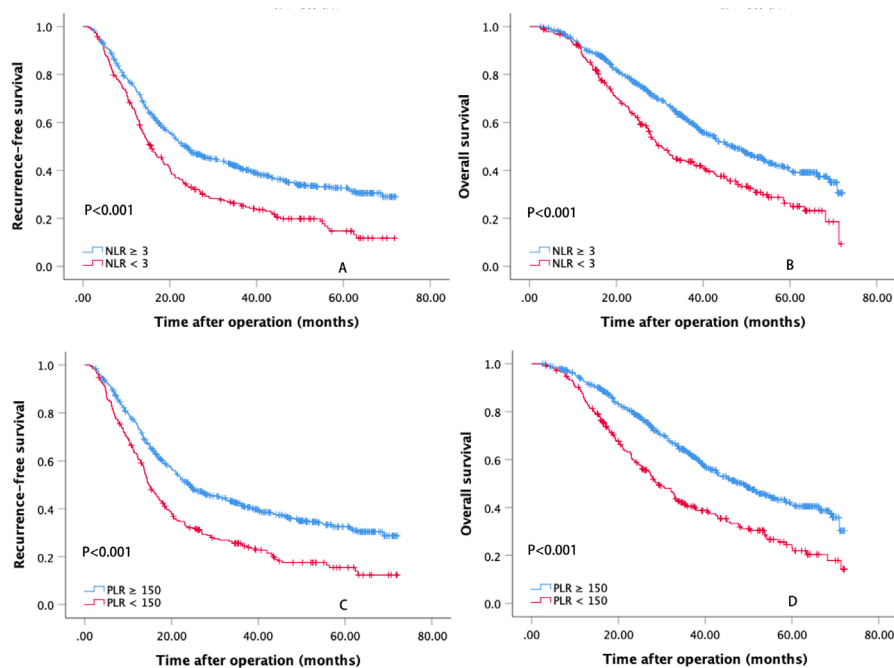 1.0
0.8
0.6
0.4
0.2
0.0
Recurrence-free survival
P<0.001
NLR ≥ 3
NLR < 3
A
.00 20.00 40.00 60.00 80.00
Time after operation (months)
1.0
0.8
0.6
0.4
0.2
0.0
Overall survival
P<0.001
NLR ≥ 3
NLR < 3
B
.00 20.00 40.00 60.00 80.00
Time after operation (months)
1.0
0.8
0.6
0.4
0.2
0.0
Recurrence-free survival
P<0.001
PLR ≥ 150
PLR < 150
C
.00 20.00 40.00 60.00 80.00
Time after operation (months)
1.0
0.8
0.6
0.4
0.2
0.0
Overall survival
P<0.001
PLR ≥ 150
PLR < 150
D
.00 20.00 40.00 60.00 80.00
Time after operation (months)